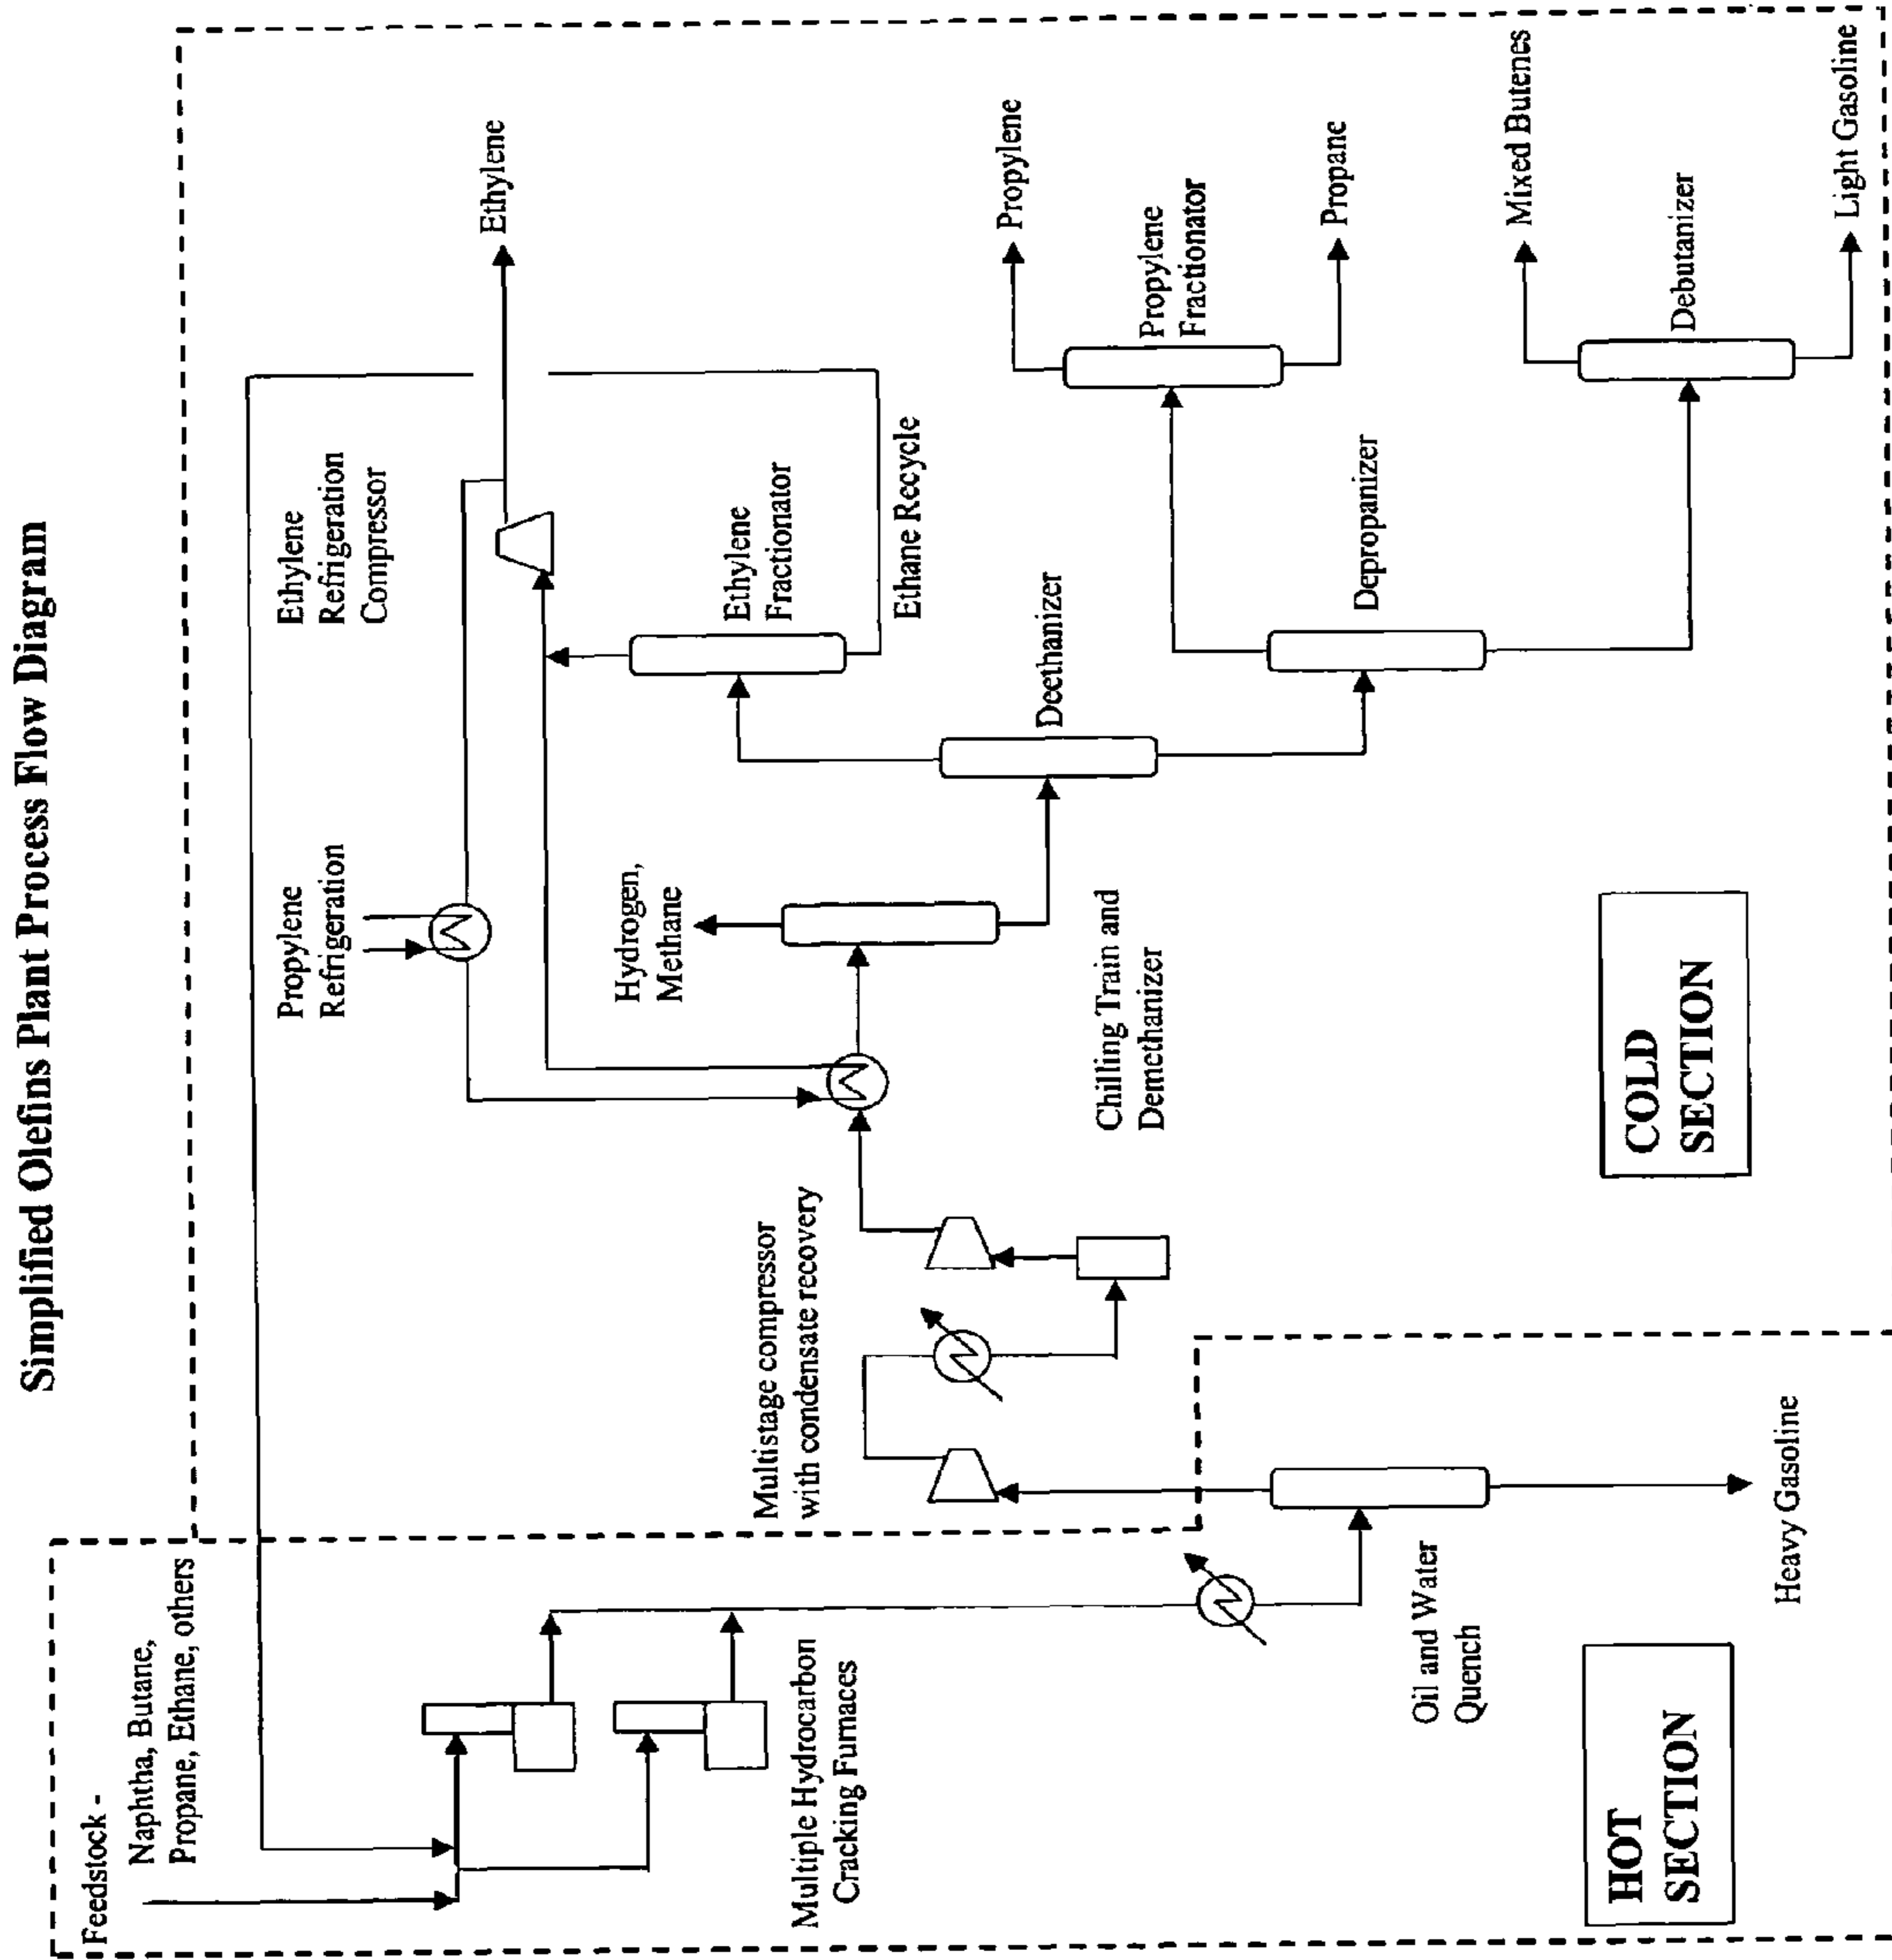 Simplified Olefins Plant Process Flow Diagram
Feedstock -
Naphtha, Butane,
Propane, Ethane, others
Multiple Hydrocarbon
Cracking Furnaces
Oil and Water
Quench
Heavy Gasoline
HOT
SECTION
Multistage compressor
with condensate recovery
Propylene
Refrigeration
Hydrogen,
Methane
Chilling Train and
Demethanizer
Ethylene
Refrigeration
Compressor
Ethylene
Fractionator
Ethane Recycle
Deethanizer
Depropanizer
Ethylene
Propylene
Propylene
Fractionator
Propane
Mixed Butenes
Debutanizer
Light Gasoline
COLD
SECTION